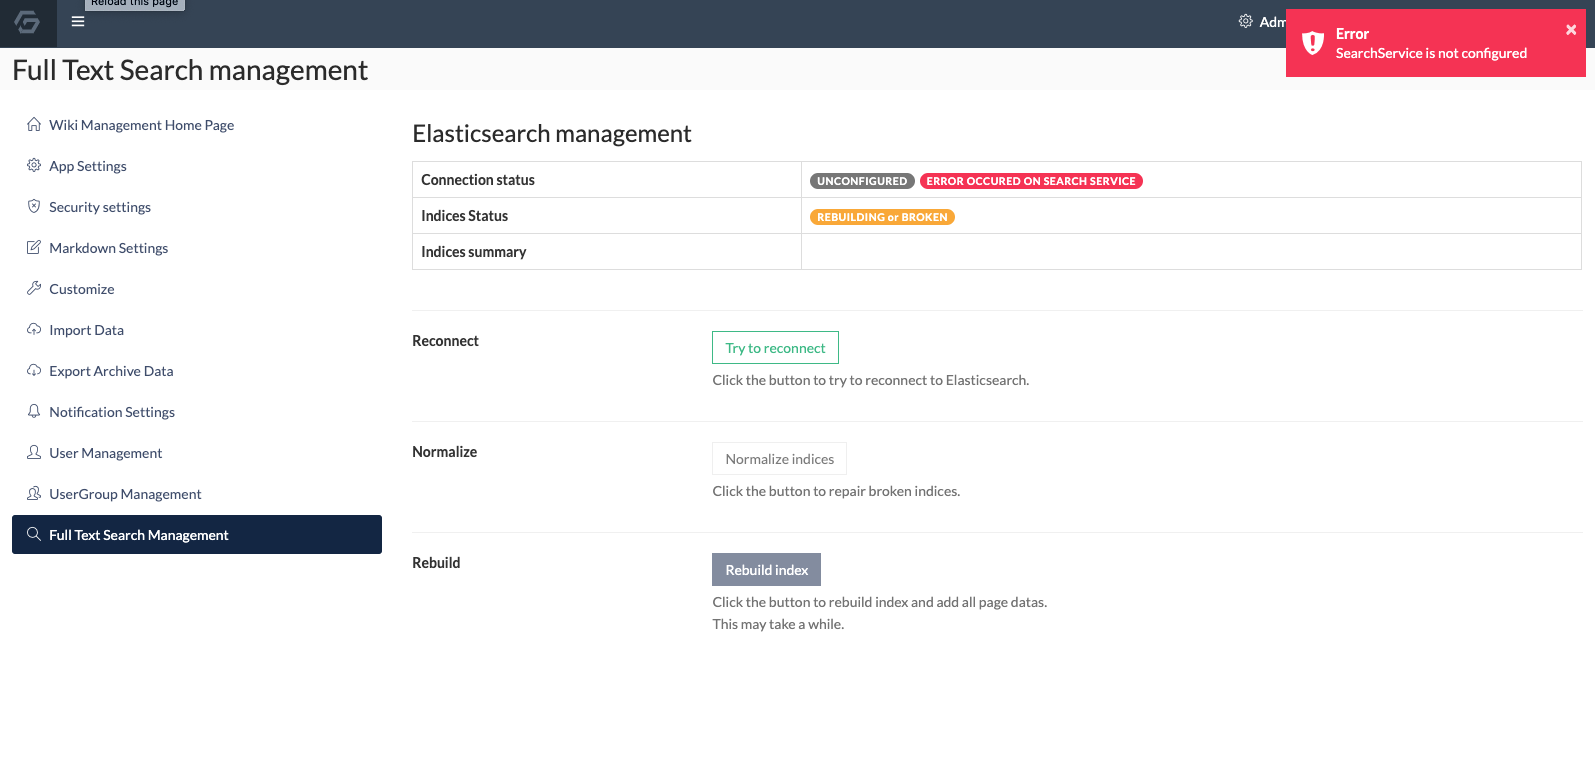 Reload this page
Adm
Error
SearchService is not configured
Full Text Search management
Wiki Management Home Page
App Settings
Security settings
Markdown Settings
Customize
Import Data
Export Archive Data
Notification Settings
User Management
UserGroup Management
Full Text Search Management
Elasticsearch management
Connection status UNCONFIGURED ERROR OCCURED ON SEARCH SERVICE
Indices Status REBUILDING or BROKEN
Indices summary
Reconnect Try to reconnect
Click the button to try to reconnect to Elasticsearch.
Normalize Normalize indices
Click the button to repair broken indices.
Rebuild Rebuild index
Click the button to rebuild index and add all page datas.
This may take a while.